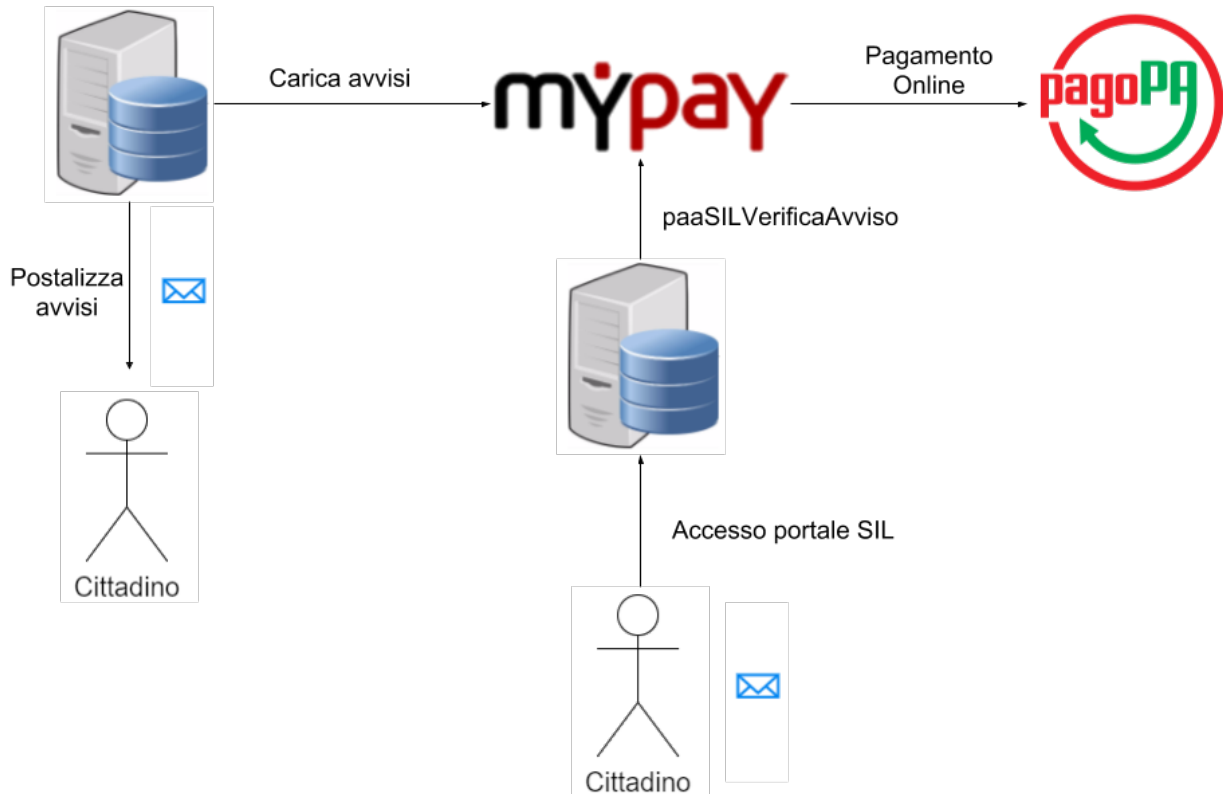 Carica avvisi
mypay
Pagamento
Online
pagoPA
paaSILVerificaAvviso
Postalizza
avvisi
Accesso portale SIL
Cittadino
Cittadino